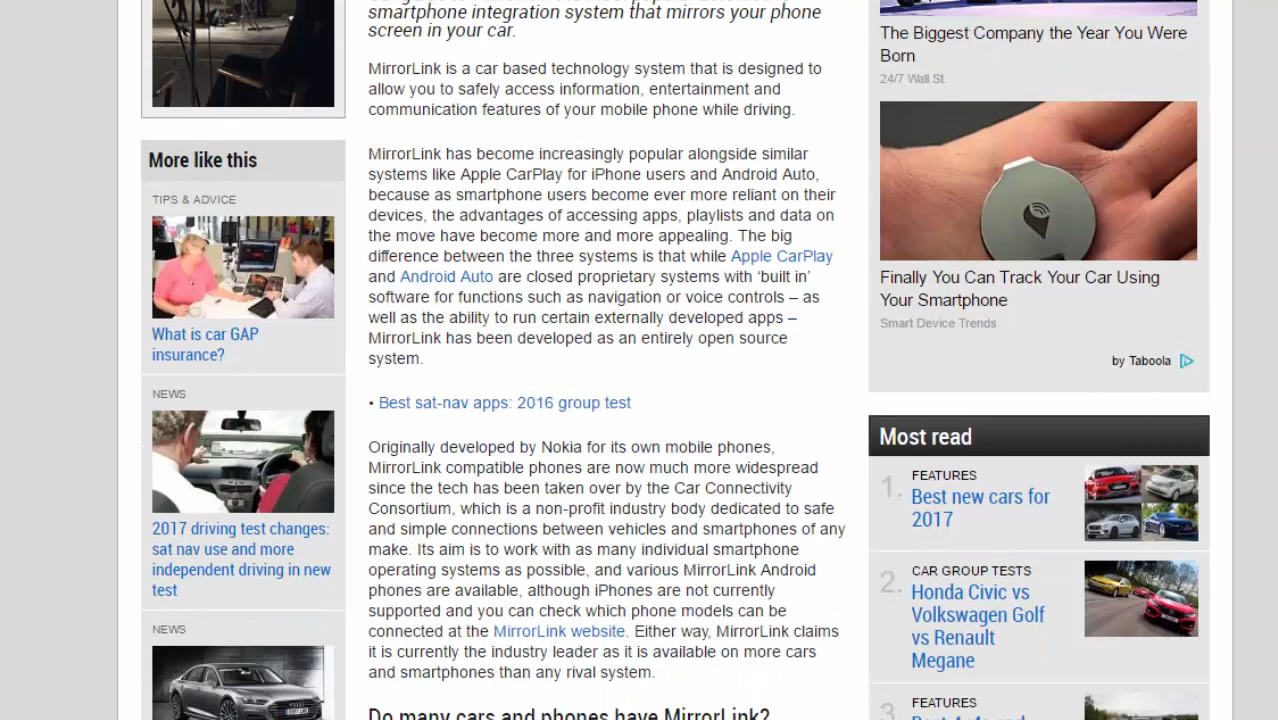 smartphone integration system that mirrors your phone
screen in your car.
MirrorLink is a car based technology system that is designed to
allow you to safely access information, entertainment and
communication features of your mobile phone while driving.
MirrorLink has become increasingly popular alongside similar
systems like Apple CarPlay for iPhone users and Android Auto,
because as smartphone users become ever more reliant on their
devices, the advantages of accessing apps, playlists and data on
the move have become more and more appealing. The big
difference between the three systems is that while Apple CarPlay
and Android Auto are closed proprietary systems with ‘built in’
software for functions such as navigation or voice controls – as
well as the ability to run certain externally developed apps –
MirrorLink has been developed as an entirely open source
system.
• Best sat-nav apps: 2016 group test
Originally developed by Nokia for its own mobile phones,
MirrorLink compatible phones are now much more widespread
since the tech has been taken over by the Car Connectivity
Consortium, which is a non-profit industry body dedicated to safe
and simple connections between vehicles and smartphones of any
make. Its aim is to work with as many individual smartphone
operating systems as possible, and various MirrorLink Android
phones are available, although iPhones are not currently
supported and you can check which phone models can be
connected at the MirrorLink website. Either way, MirrorLink claims
it is currently the industry leader as it is available on more cars
and smartphones than any rival system.
Do many cars and phones have MirrorLink?
More like this
TIPS & ADVICE
What is car GAP
insurance?
NEWS
2017 driving test changes:
sat nav use and more
independent driving in new
test
NEWS
The Biggest Company the Year You Were
Born
24/7 Wall St.
Finally You Can Track Your Car Using
Your Smartphone
Smart Device Trends
by Taboola
Most read
1. FEATURES
Best new cars for
2017
2. CAR GROUP TESTS
Honda Civic vs
Volkswagen Golf
vs Renault
Megane
3. FEATURES